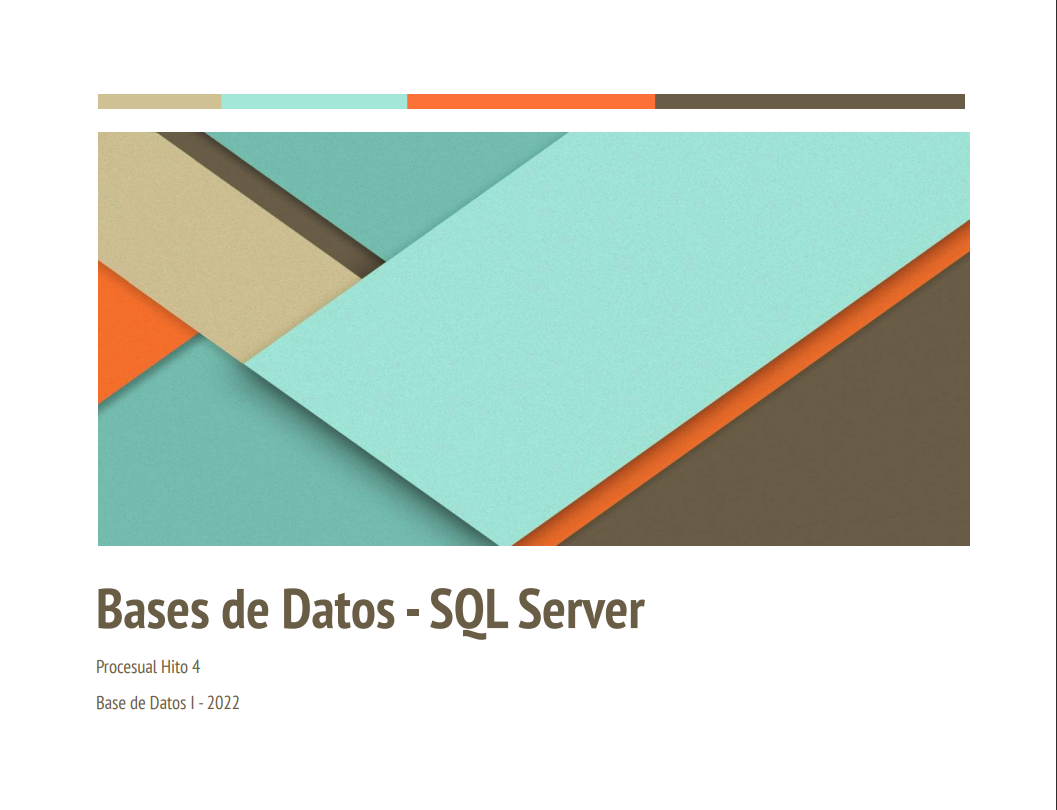 Bases de Datos - SQL Server
Procesual Hito 4
Base de Datos I - 2022